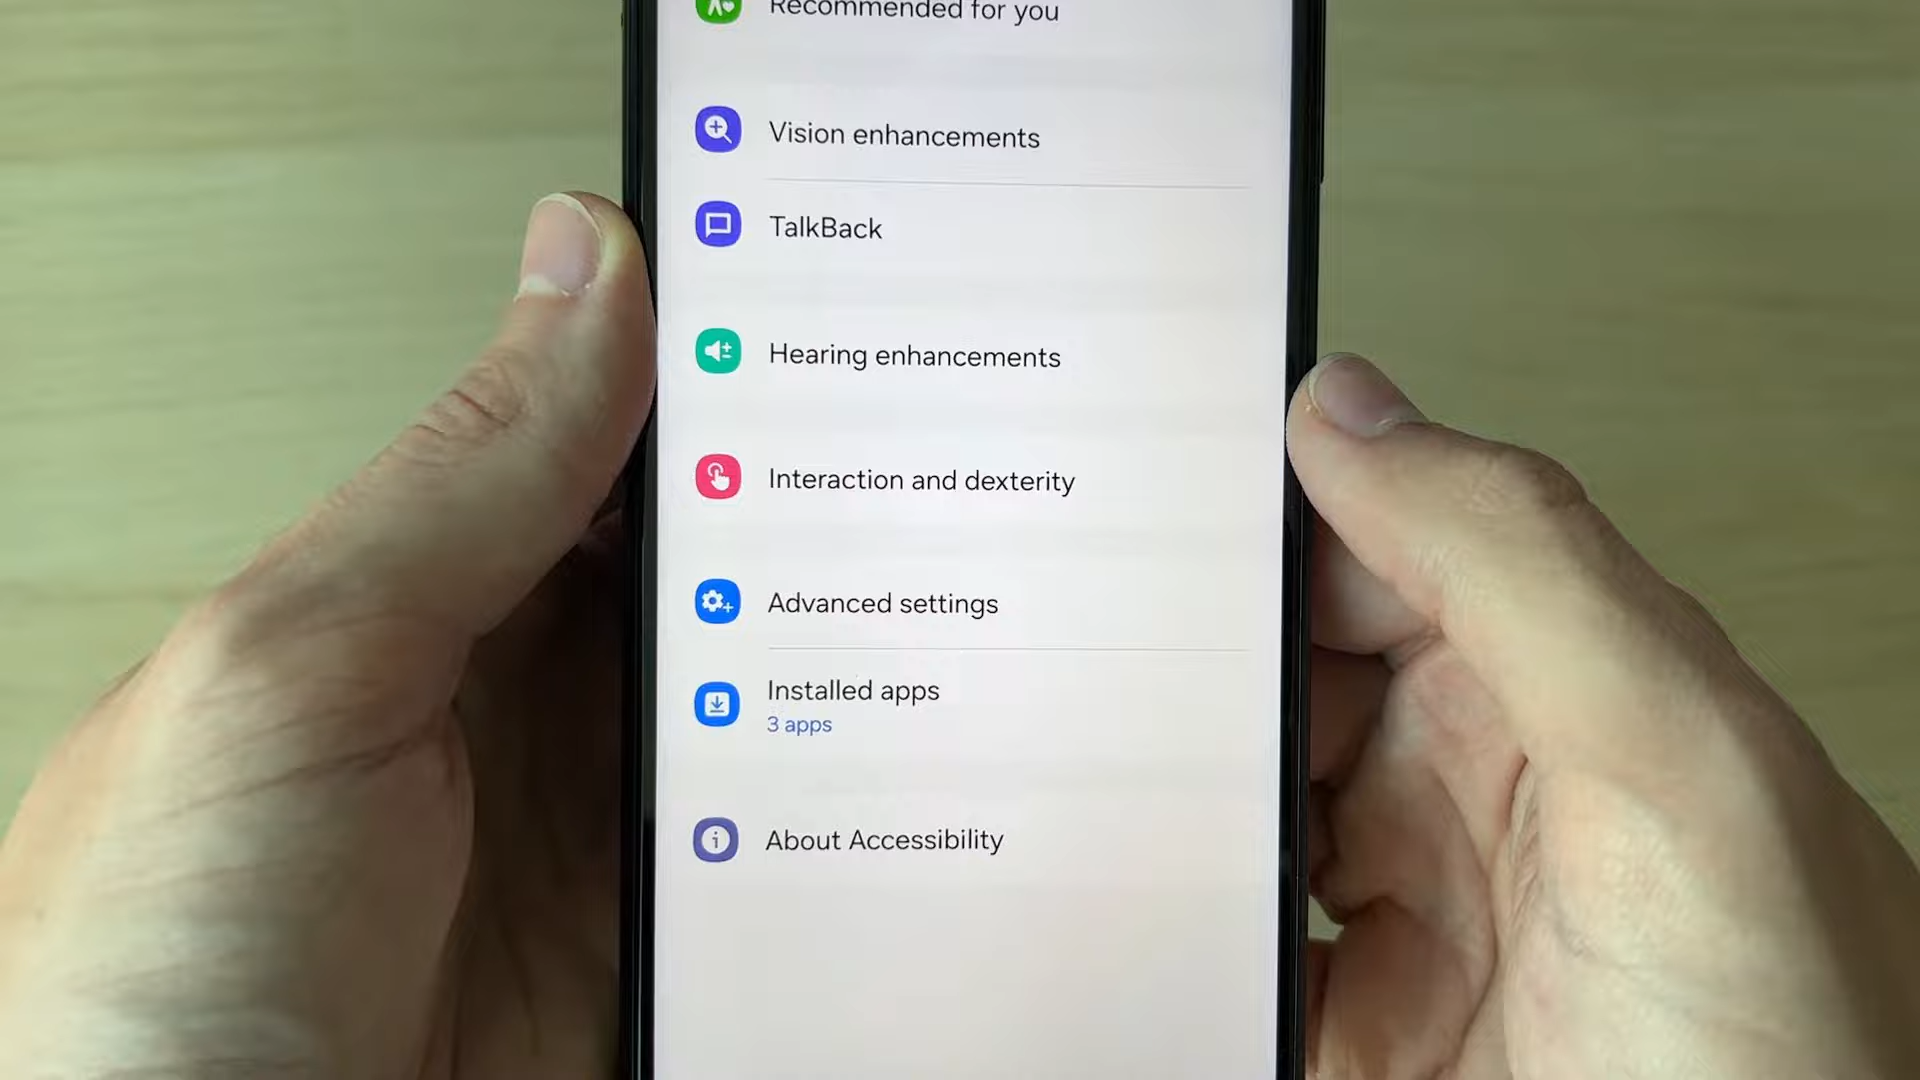 Recommended for you
Vision enhancements
TalkBack
Hearing enhancements
Interaction and dexterity
Advanced settings
Installed apps
3 apps
About Accessibility